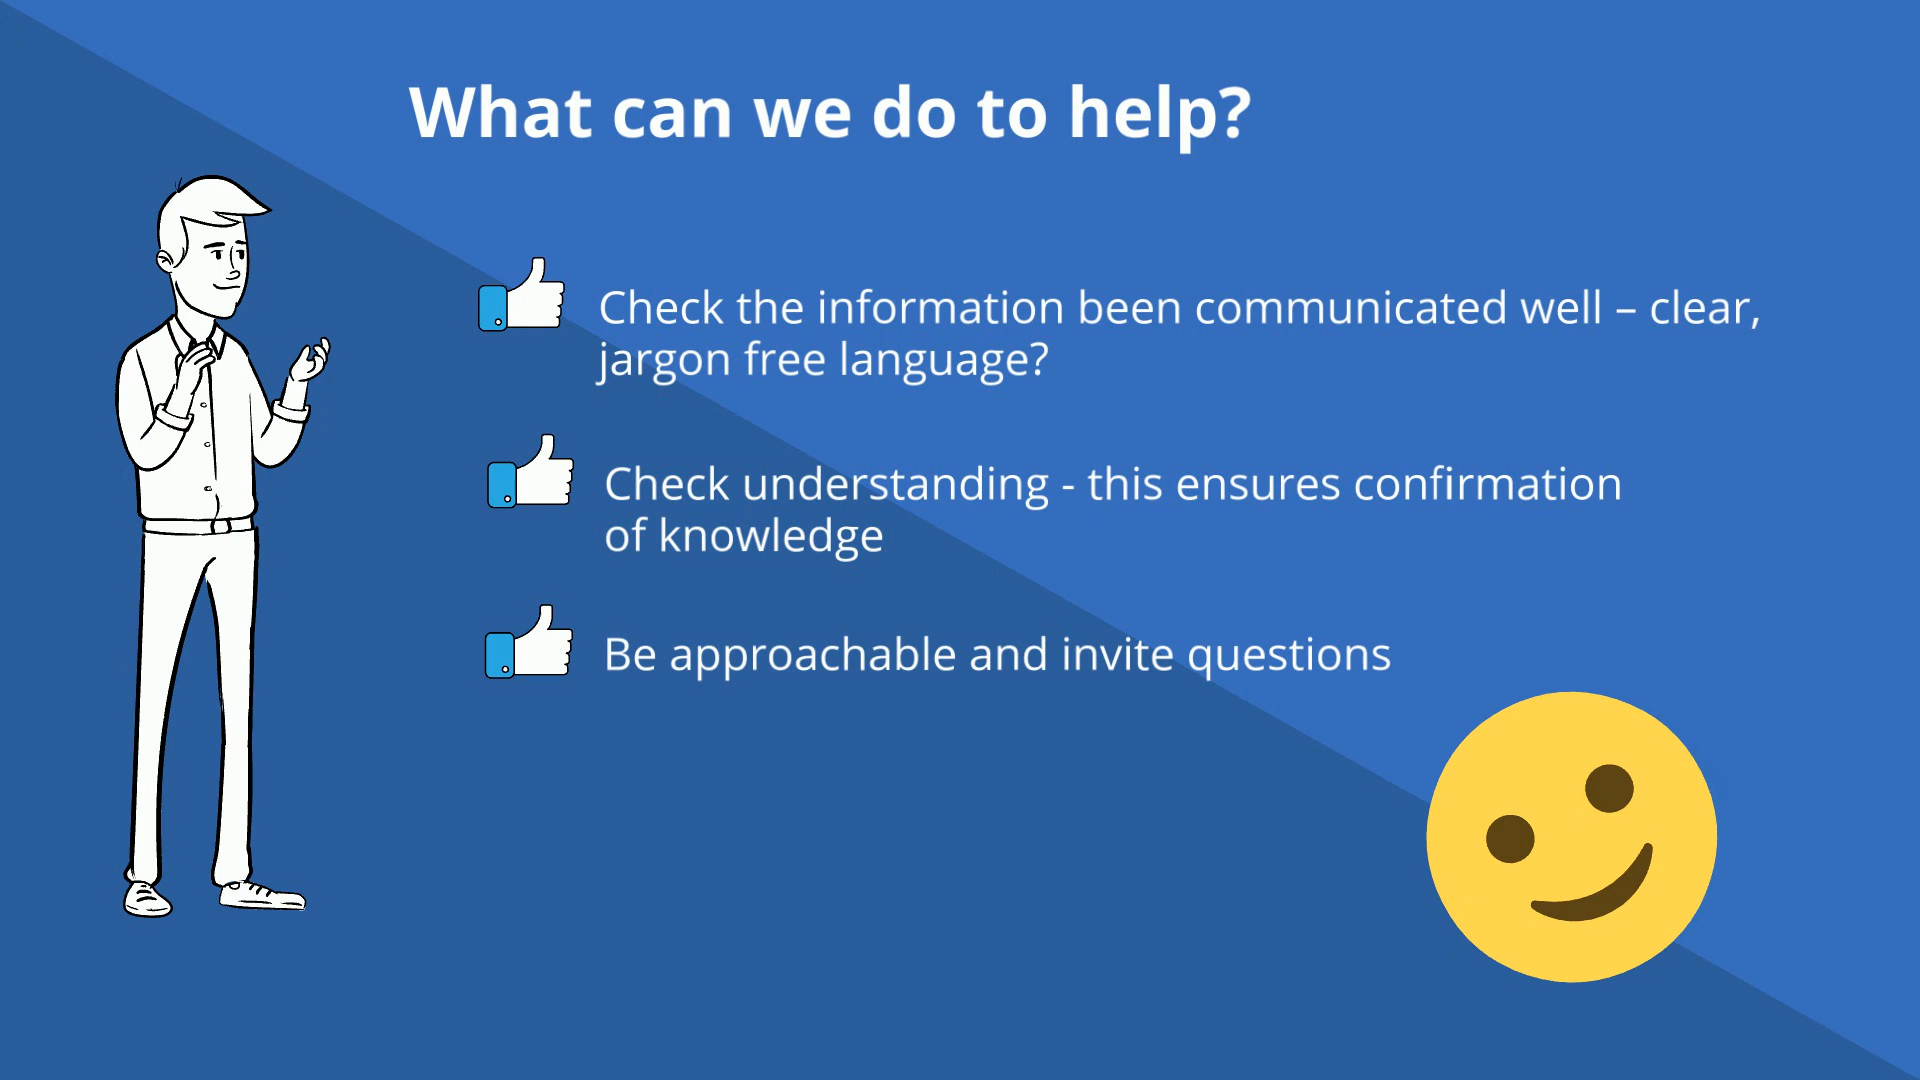 What can we do to help?
Check the information been communicated well – clear,
jargon free language?
Check understanding - this ensures confirmation
of knowledge
Be approachable and invite questions